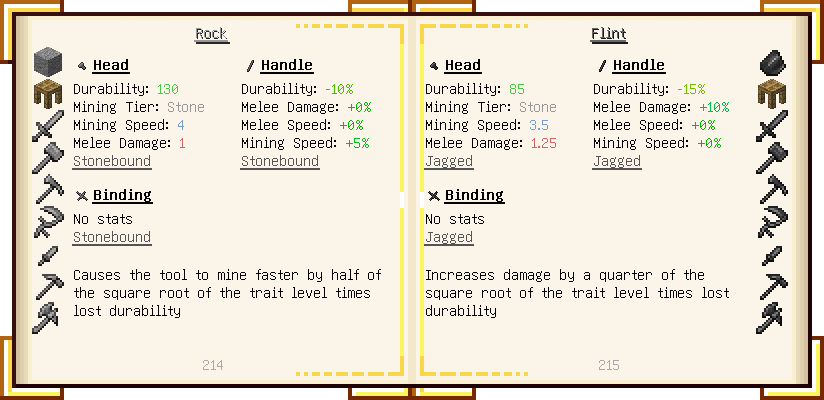 Rock
Head
Durability: 130
Mining Tier: Stone
Mining Speed: 4
Melee Damage: 1
Stonebound
Handle
Durability: -10%
Melee Damage: +0%
Melee Speed: +0%
Mining Speed: +5%
Stonebound
Binding
No stats
Stonebound
Causes the tool to mine faster by half of
the square root of the trait level times
lost durability
214
Flint
Head
Durability: 85
Mining Tier: Stone
Mining Speed: 3.5
Melee Damage: 1.25
Jagged
Handle
Durability: -15%
Melee Damage: +10%
Melee Speed: +0%
Mining Speed: +0%
Jagged
Binding
No stats
Jagged
Increases damage by a quarter of the
square root of the trait level times lost
durability
215